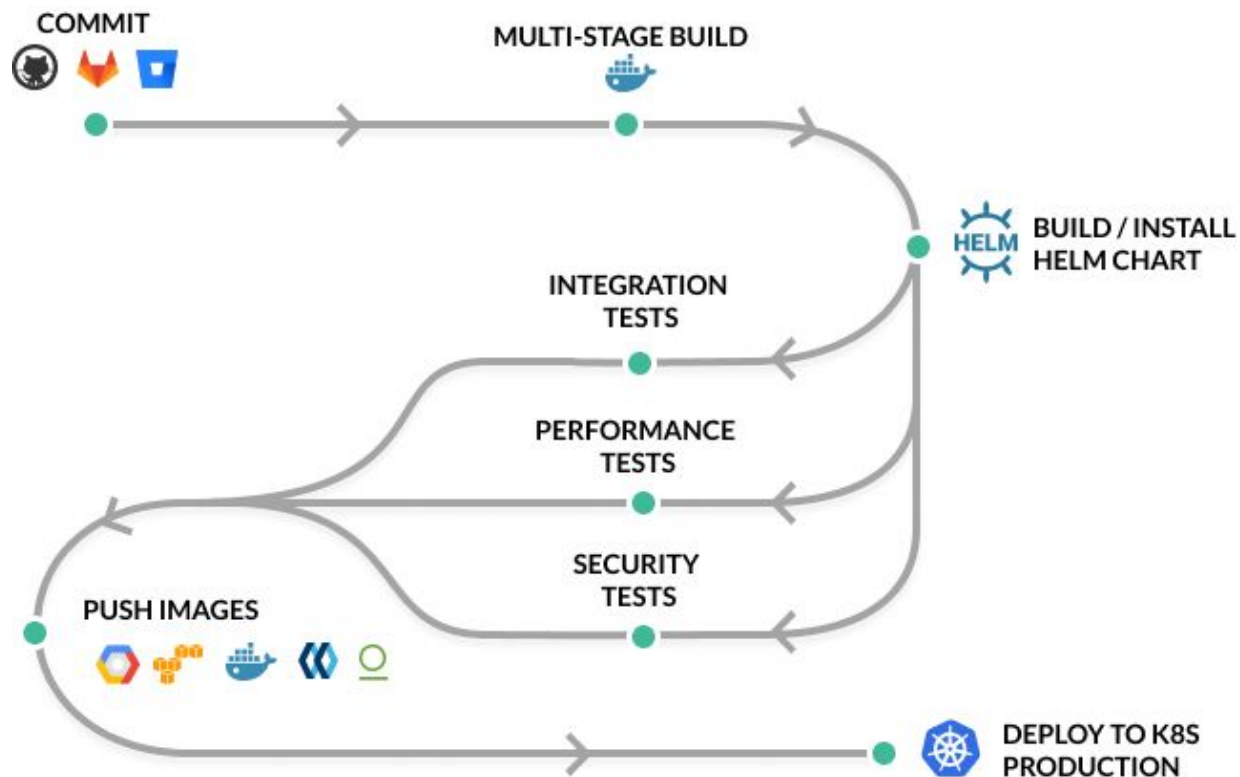 COMMIT
MULTI-STAGE BUILD
HELM
BUILD / INSTALL
HELM CHART
INTEGRATION
TESTS
PERFORMANCE
TESTS
SECURITY
TESTS
PUSH IMAGES
DEPLOY TO K8S
PRODUCTION